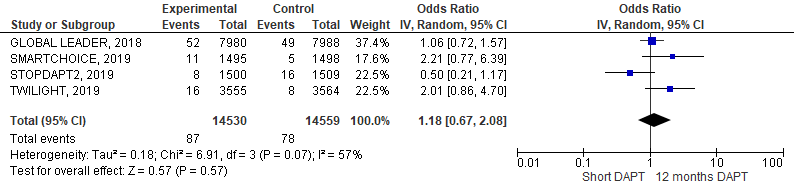 Experimental Control Odds Ratio Odds Ratio
Study or Subgroup Events Total Events Total Weight IV, Random, 95% CI IV, Random, 95% CI
GLOBAL LEADER, 2018 52 7980 49 7988 37.4% 1.06 [0.72, 1.57]
SMARTCHOICE, 2019 11 1495 5 1498 17.6% 2.21 [0.77, 6.39]
STOPDAPT2, 2019 8 1500 16 1509 22.5% 0.50 [0.21, 1.17]
TWILIGHT, 2019 16 3555 8 3564 22.5% 2.01 [0.86, 4.70]
Total (95% CI) 14530 14559 100.0% 1.18 [0.67, 2.08]
Total events 87 78
Heterogeneity: Tau² = 0.18; Chi² = 6.91, df = 3 (P = 0.07); I² = 57%
Test for overall effect: Z = 0.57 (P = 0.57)
0.01 0.1 1 10 100
Short DAPT 12 months DAPT